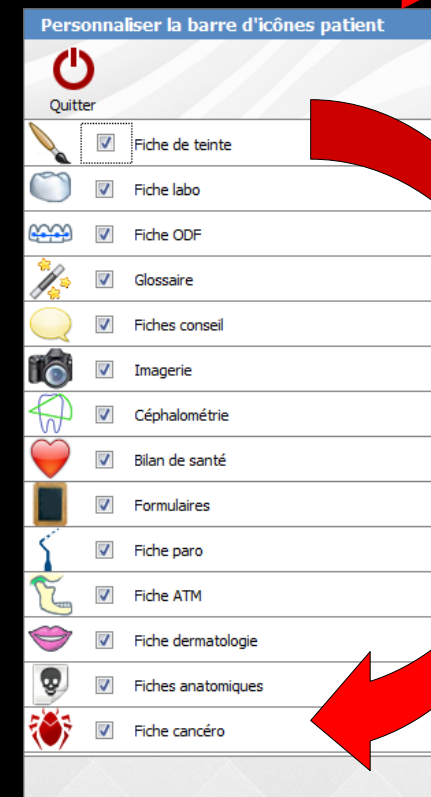 Personnaliser la barre d'icônes patient
Quitter
Fiche de teinte
Fiche labo
Fiche ODF
Glossaire
Fiches conseil
Imagerie
Céphalométrie
Bilan de santé
Formulaires
Fiche paro
Fiche ATM
Fiche dermatologie
Fiches anatomiques
Fiche cancéro